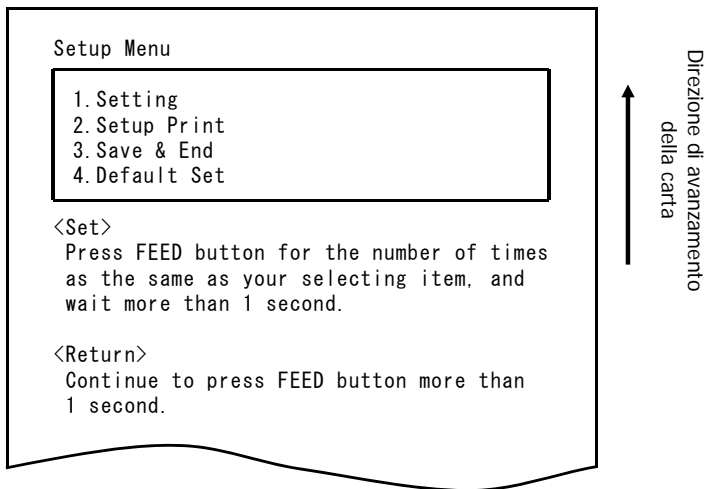 Setup Menu
1.Setting
2.Setup Print
3.Save & End
4.Default Set
<Set>
Press FEED button for the number of times
as the same as your selecting item, and
wait more than 1 second.
<Return>
Continue to press FEED button more than
1 second.
Direzione di avanzamento
della carta